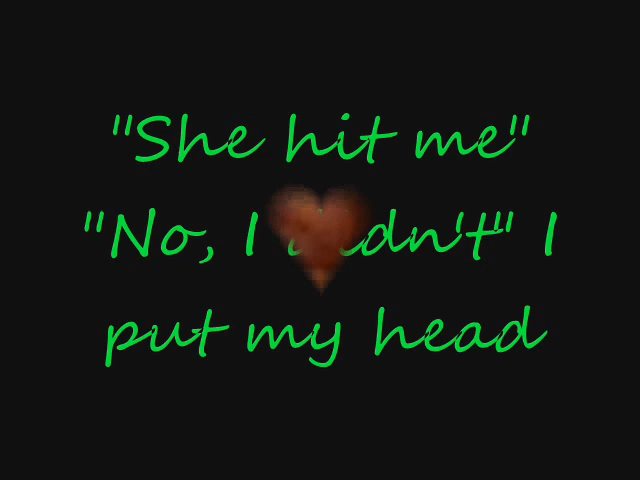 "She hit me"
"No, I didn't" I
put my head